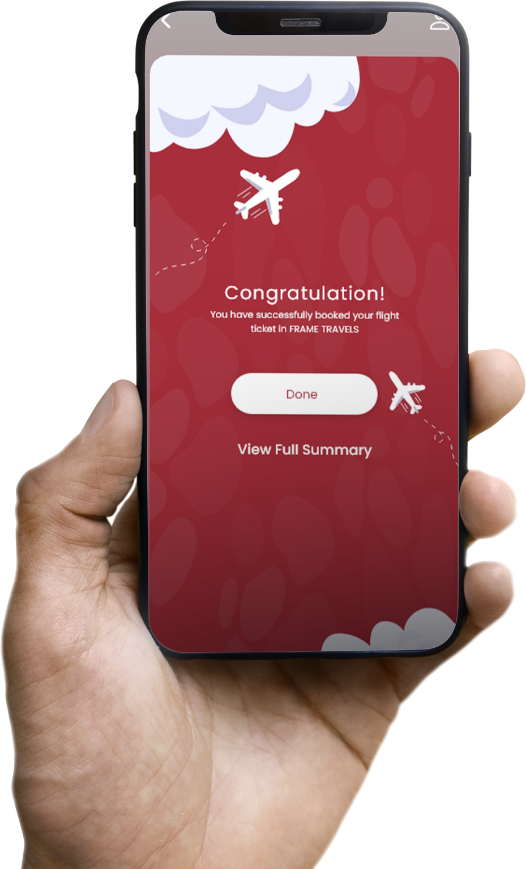 Congratulation!
You have successfully booked your flight
ticket in FRAME TRAVELS
Done
View Full Summary